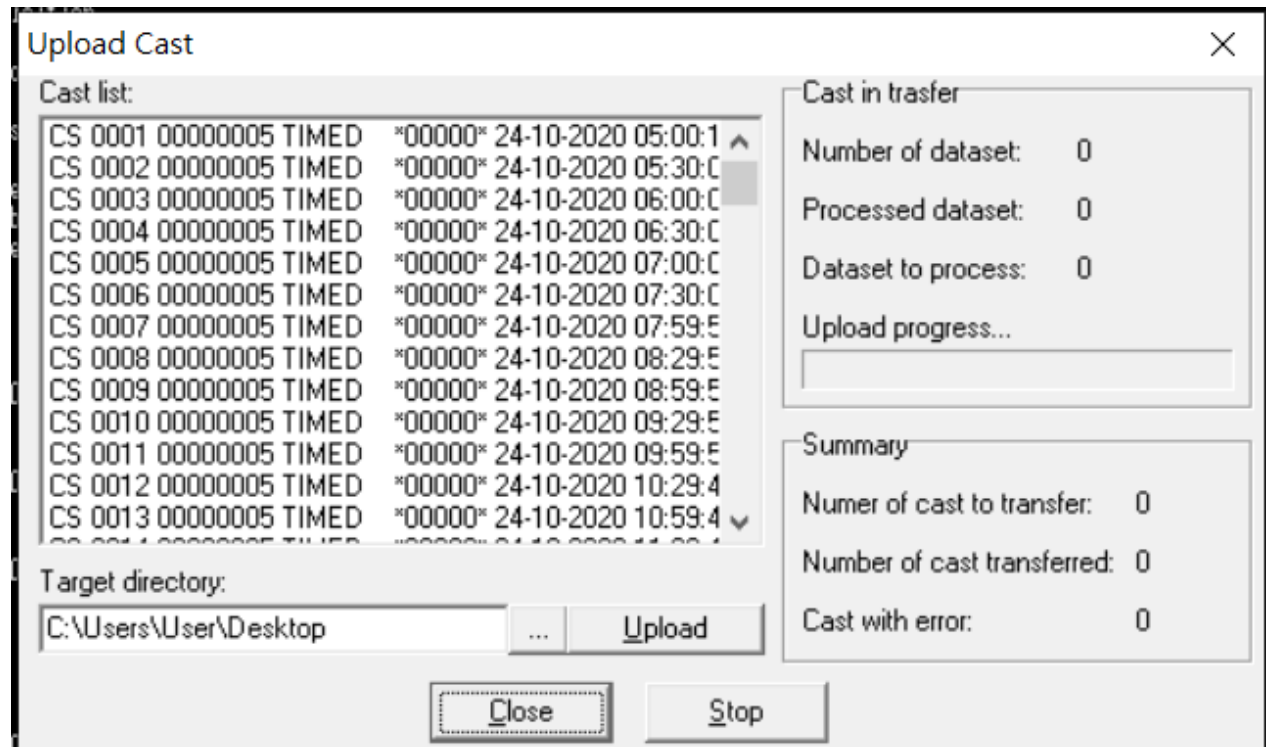 Upload Cast
Cast list:
CS 0001 00000005 TIMED *00000* 24-10-2020 05:00:1
CS 0002 00000005 TIMED *00000* 24-10-2020 05:30:0
CS 0003 00000005 TIMED *00000* 24-10-2020 06:00:0
CS 0004 00000005 TIMED *00000* 24-10-2020 06:30:0
CS 0005 00000005 TIMED *00000* 24-10-2020 07:00:0
CS 0006 00000005 TIMED *00000* 24-10-2020 07:30:0
CS 0007 00000005 TIMED *00000* 24-10-2020 07:59:5
CS 0008 00000005 TIMED *00000* 24-10-2020 08:29:5
CS 0009 00000005 TIMED *00000* 24-10-2020 08:59:5
CS 0010 00000005 TIMED *00000* 24-10-2020 09:29:5
CS 0011 00000005 TIMED *00000* 24-10-2020 09:59:5
CS 0012 00000005 TIMED *00000* 24-10-2020 10:29:4
CS 0013 00000005 TIMED *00000* 24-10-2020 10:59:4
Target directory:
C:\Users\User\Desktop
...
Upload
Close
Stop
Cast in trasfer
Number of dataset: 0
Processed dataset: 0
Dataset to process: 0
Upload progress...
Summary
Numer of cast to transfer: 0
Number of cast transferred: 0
Cast with error: 0